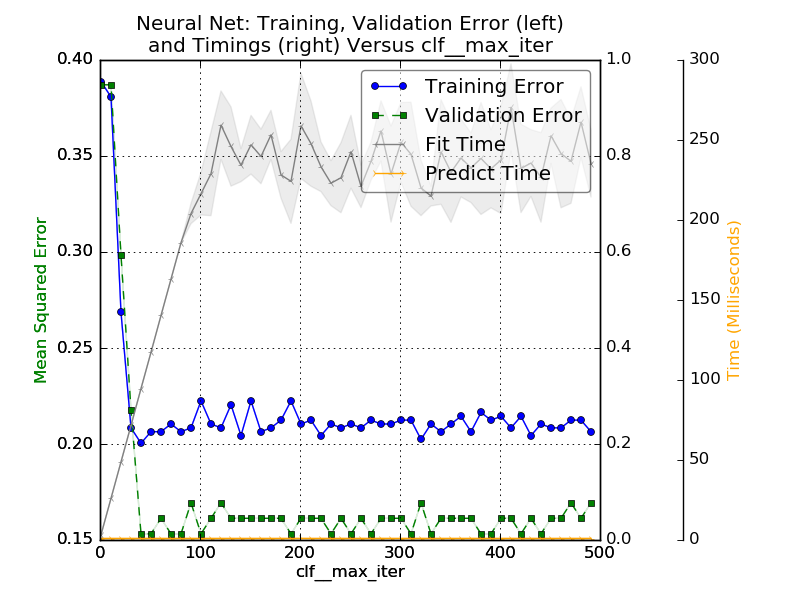 Neural Net: Training, Validation Error (left)
and Timings (right) Versus clf__max_iter
Training Error
Validation Error
Fit Time
Predict Time
Mean Squared Error
0.40
0.35
0.30
0.25
0.20
0.15
1.0
0.8
0.6
0.4
0.2
0.0
300
250
200
150
100
50
0
Time (Milliseconds)
0 100 200 300 400 500
clf__max_iter